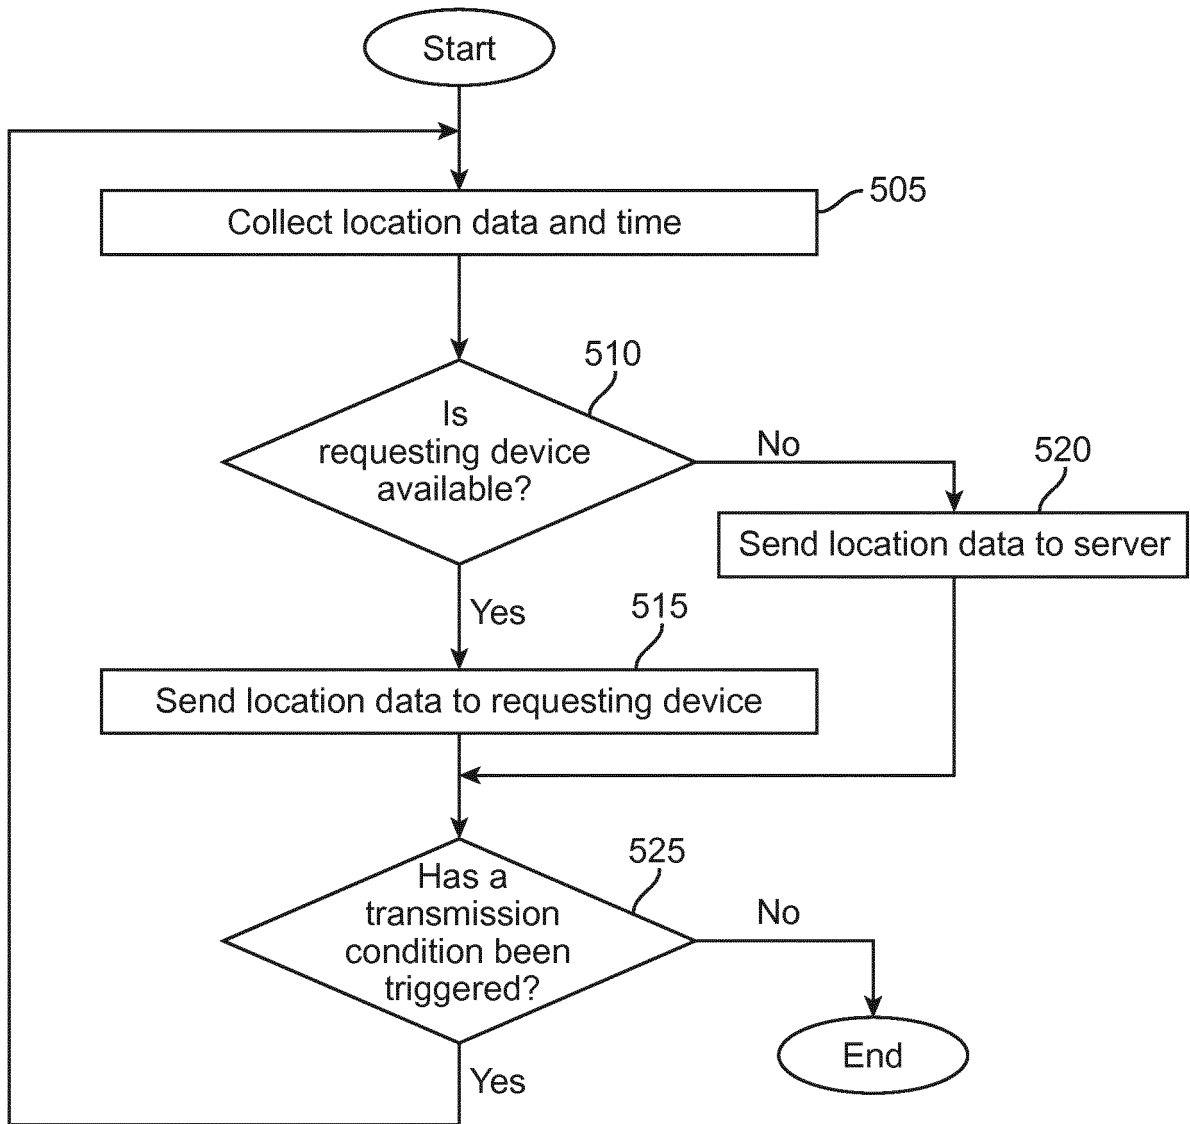 Start
505
Collect location data and time
510
Is
requesting device
available?
No
520
Send location data to server
Yes
515
Send location data to requesting device
525
Has a
transmission
condition been
triggered?
No
End
Yes